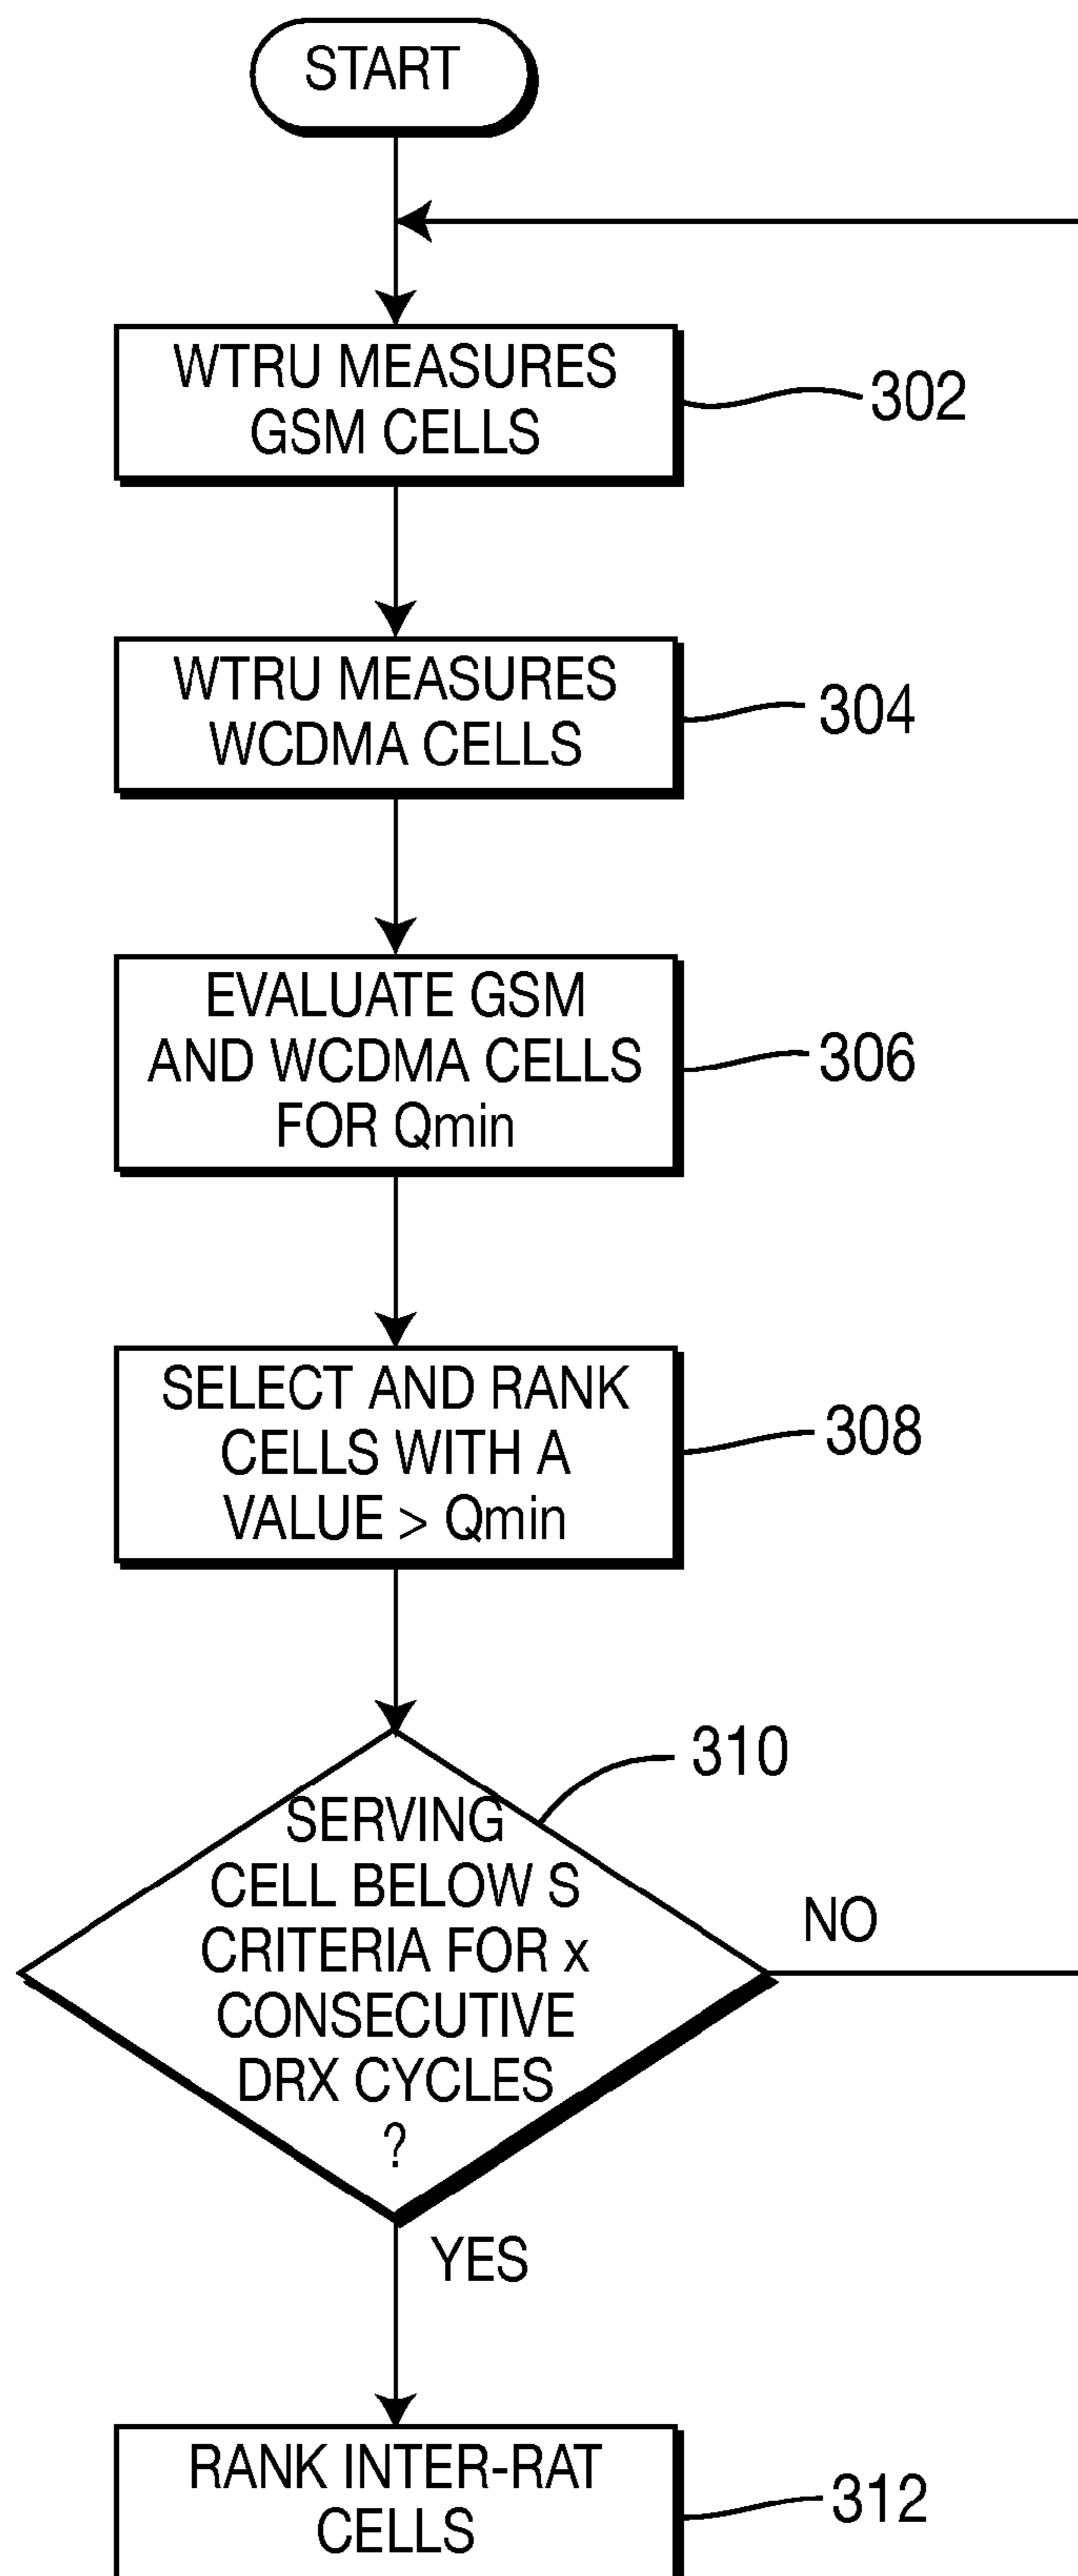 START
WTRU MEASURES
GSM CELLS
302
WTRU MEASURES
WCDMA CELLS
304
EVALUATE GSM
AND WCDMA CELLS
FOR Qmin
306
SELECT AND RANK
CELLS WITH A
VALUE > Qmin
308
310
SERVING
CELL BELOW S
CRITERIA FOR x
CONSECUTIVE
DRX CYCLES
?
NO
YES
RANK INTER-RAT
CELLS
312